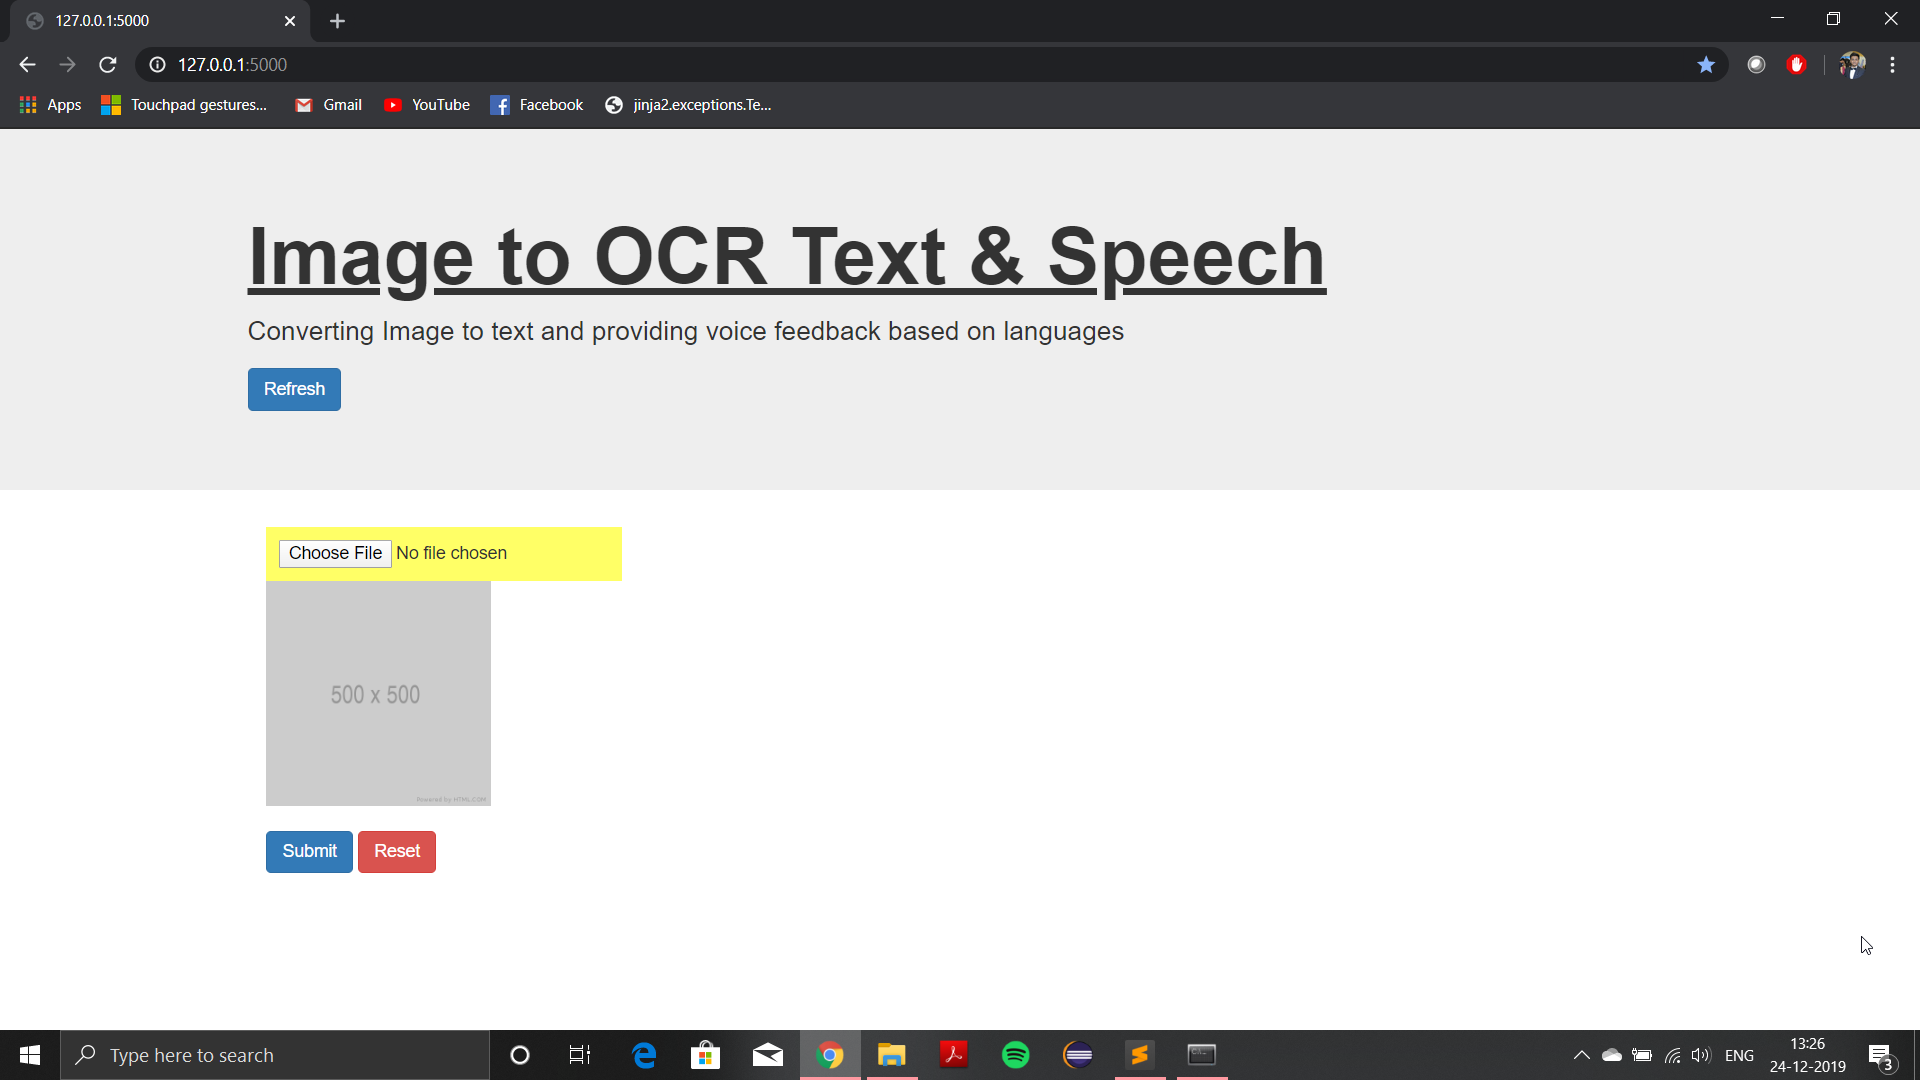 127.0.0.1:5000
127.0.0.1:5000
Apps Touchpad gestures... Gmail YouTube Facebook jinja2.exceptions.Te...
Image to OCR Text & Speech
Converting Image to text and providing voice feedback based on languages
Refresh
Choose File No file chosen
500 x 500
Powered by HTML.COM
Submit Reset
Type here to search
ENG
13:26
24-12-2019
3